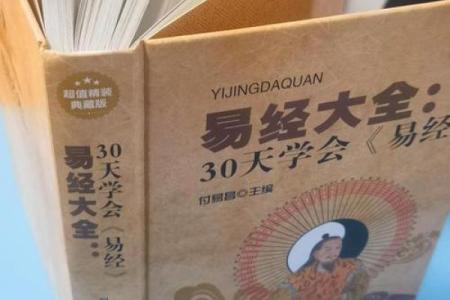 超值精装
典藏版
易经大全：
30天学会《易经》
YIJINGDAQUAN
易经大全：
30天学会《易经
付易昌◎主编